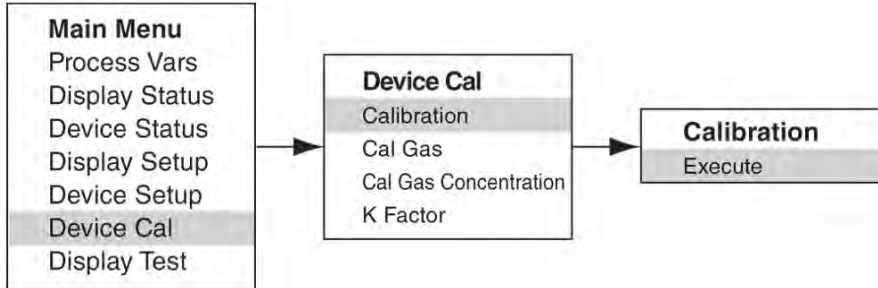 Main Menu
Process Vars
Display Status
Device Status
Display Setup
Device Setup
Device Cal
Display Test
Device Cal
Calibration
Cal Gas
Cal Gas Concentration
K Factor
Calibration
Execute